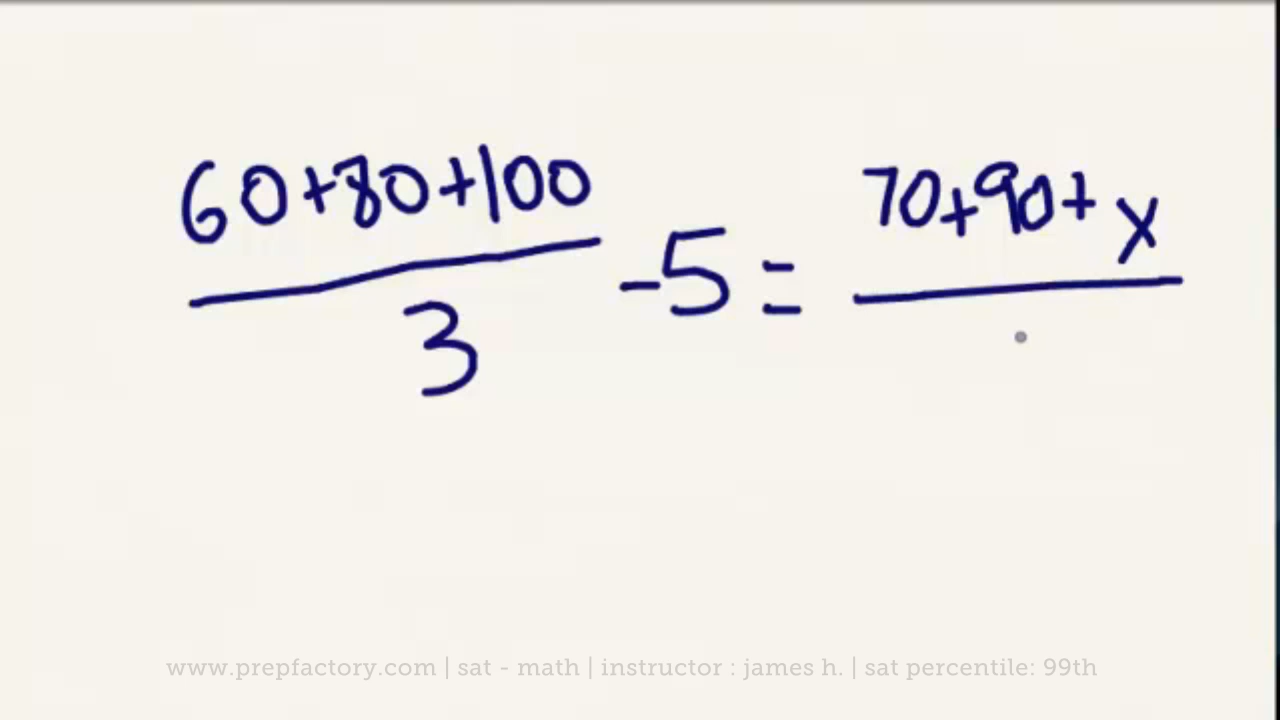 60+80+100 -5 = 70+90+x
3
www.prepfactory.com | sat - math | instructor : james h. | sat percentile: 99th